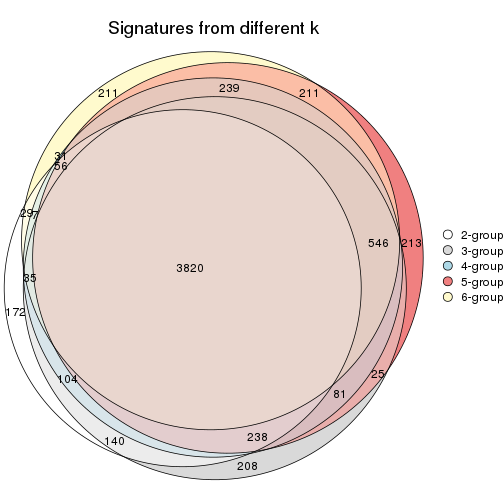 Signatures from different k
239
211
211
31
56
297
546
213
3820
35
172
104
25
81
140
238
208
2-group
3-group
4-group
5-group
6-group